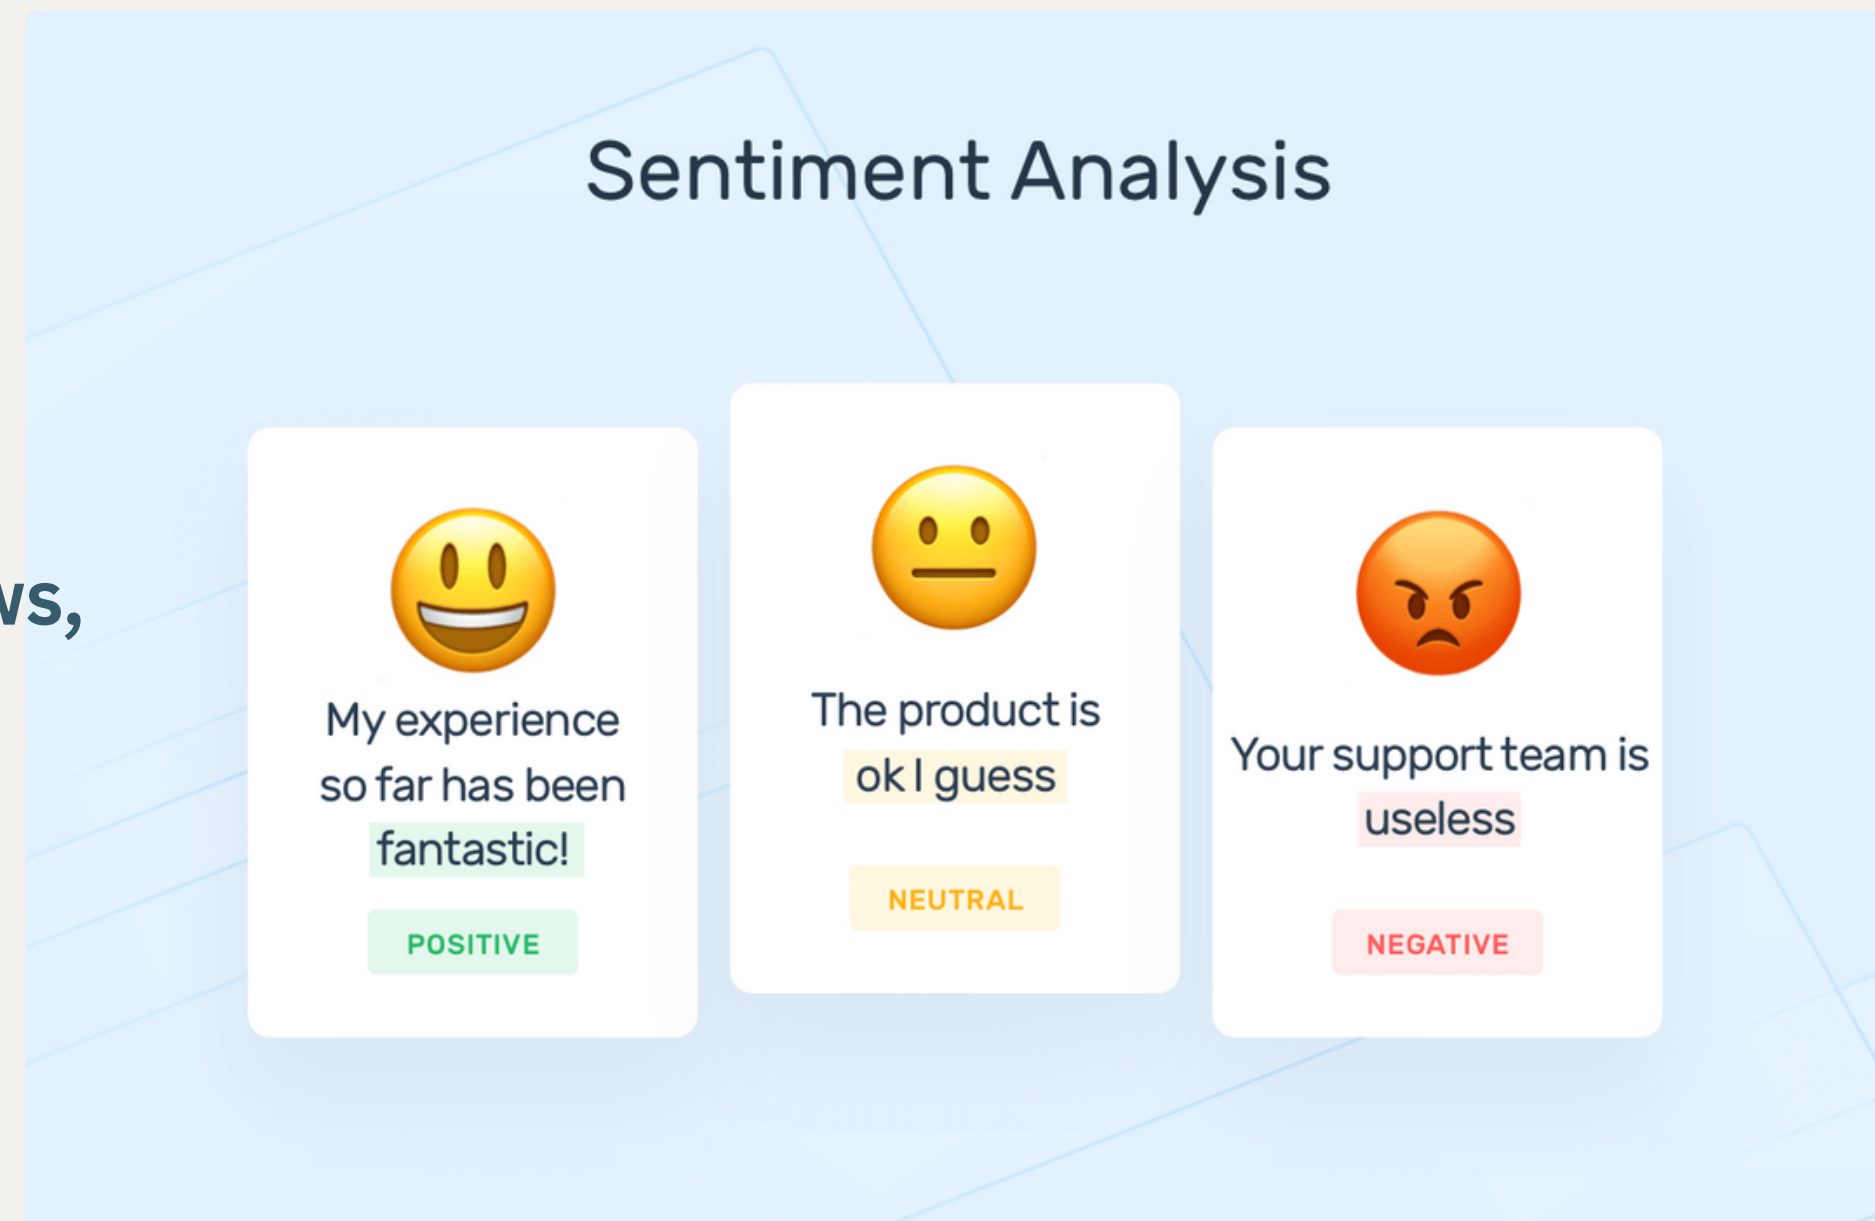 Sentiment Analysis
My experience
so far has been
fantastic!
POSITIVE
The product is
ok I guess
NEUTRAL
Your support team is
useless
NEGATIVE